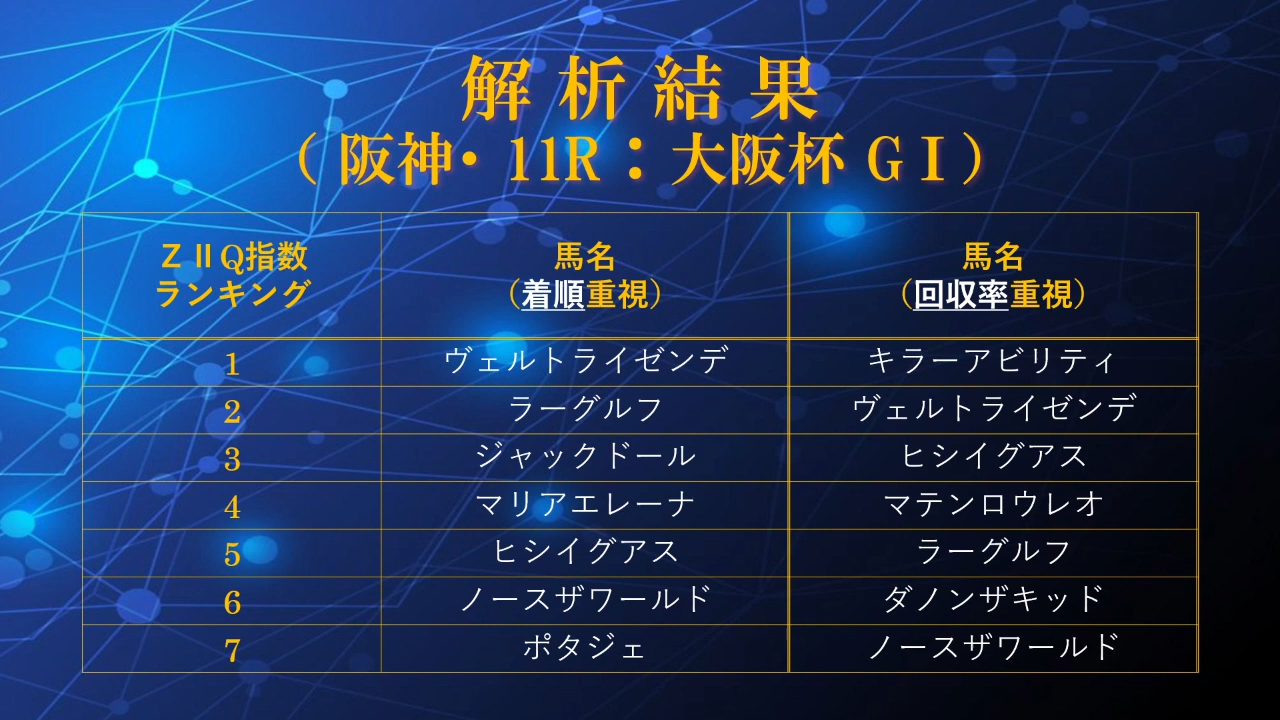 解析結果
（阪神・11R：大阪杯 GⅠ）
ＺⅡQ指数
ランキング
馬名
（着順重視）
馬名
（回収率重視）
1 ヴェルトライゼンデ キラーアビリティ
2 ラーグルフ ヴェルトライゼンデ
3 ジャックドール ヒシイグアス
4 マリアエレーナ マテンロウレオ
5 ヒシイグアス ラーグルフ
6 ノースザワールド ダノンザキッド
7 ポタジェ ノースザワールド